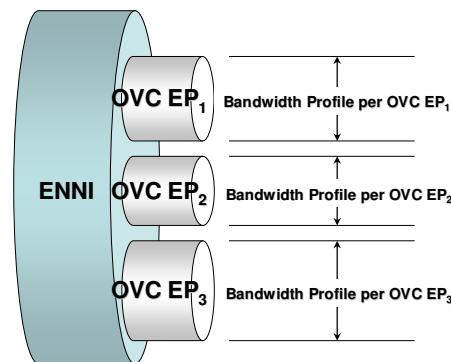 OVC EP1
Bandwidth Profile per OVC EP1
ENNI
OVC EP2
Bandwidth Profile per OVC EP2
OVC EP3
Bandwidth Profile per OVC EP3